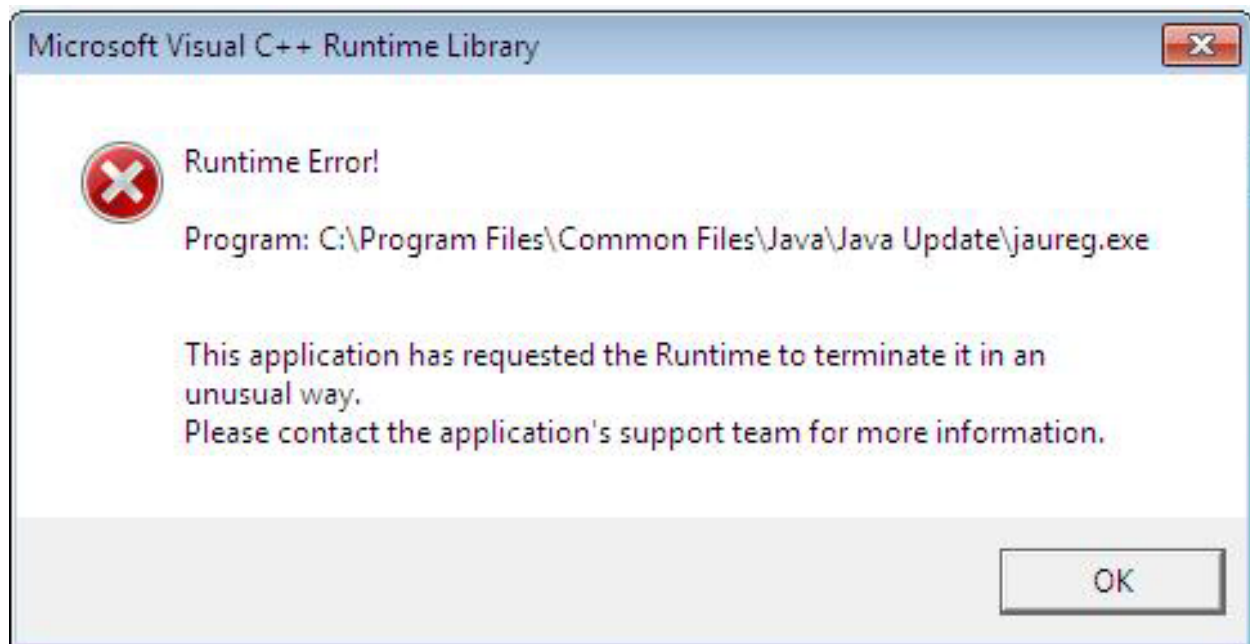 Microsoft Visual C++ Runtime Library
Runtime Error!
Program: C:\Program Files\Common Files\Java\Java Update\jaureg.exe
This application has requested the Runtime to terminate it in an
unusual way.
Please contact the application's support team for more information.
OK